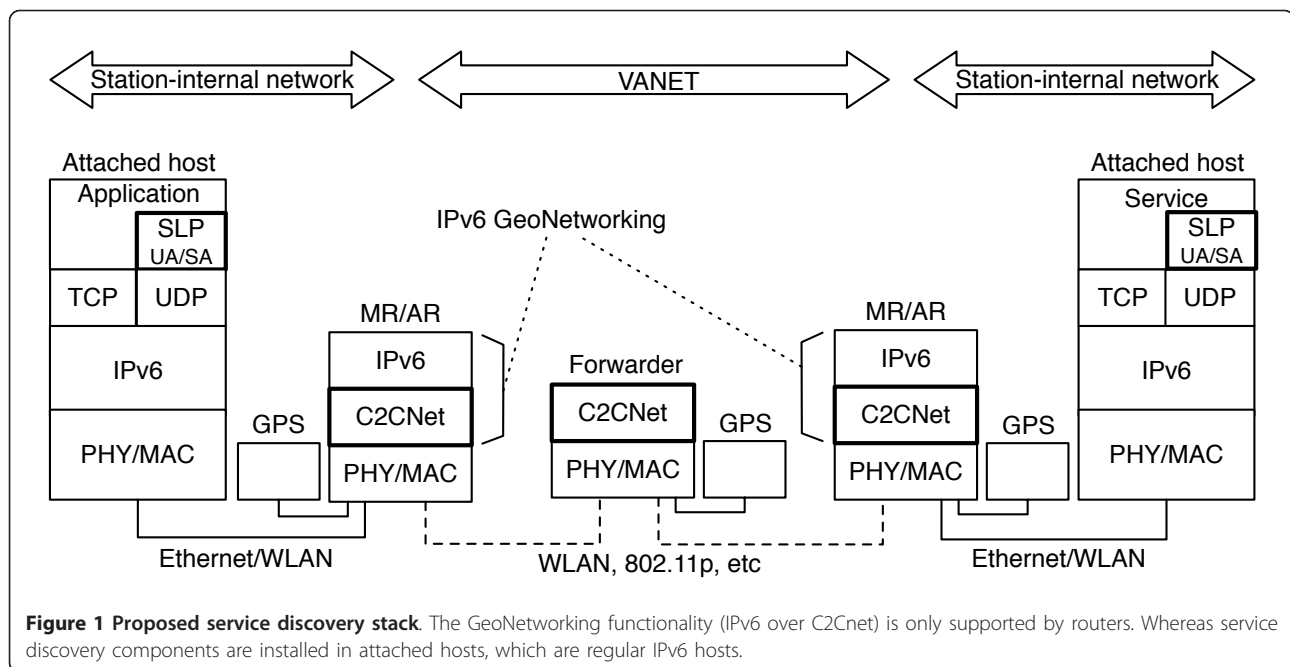 Station-internal network
VANET
Station-internal network
Attached host
Application
SLP
UA/SA
TCP
UDP
IPv6
PHY/MAC
GPS
MR/AR
IPv6
C2CNet
PHY/MAC
IPv6 GeoNetworking
Forwarder
C2CNet
PHY/MAC
GPS
MR/AR
IPv6
C2CNet
PHY/MAC
GPS
Attached host
Service
SLP
UA/SA
TCP
UDP
IPv6
PHY/MAC
Ethernet/WLAN
WLAN, 802.11p, etc
Ethernet/WLAN
Figure 1 Proposed service discovery stack. The GeoNetworking functionality (IPv6 over C2Cnet) is only supported by routers. Whereas service
discovery components are installed in attached hosts, which are regular IPv6 hosts.